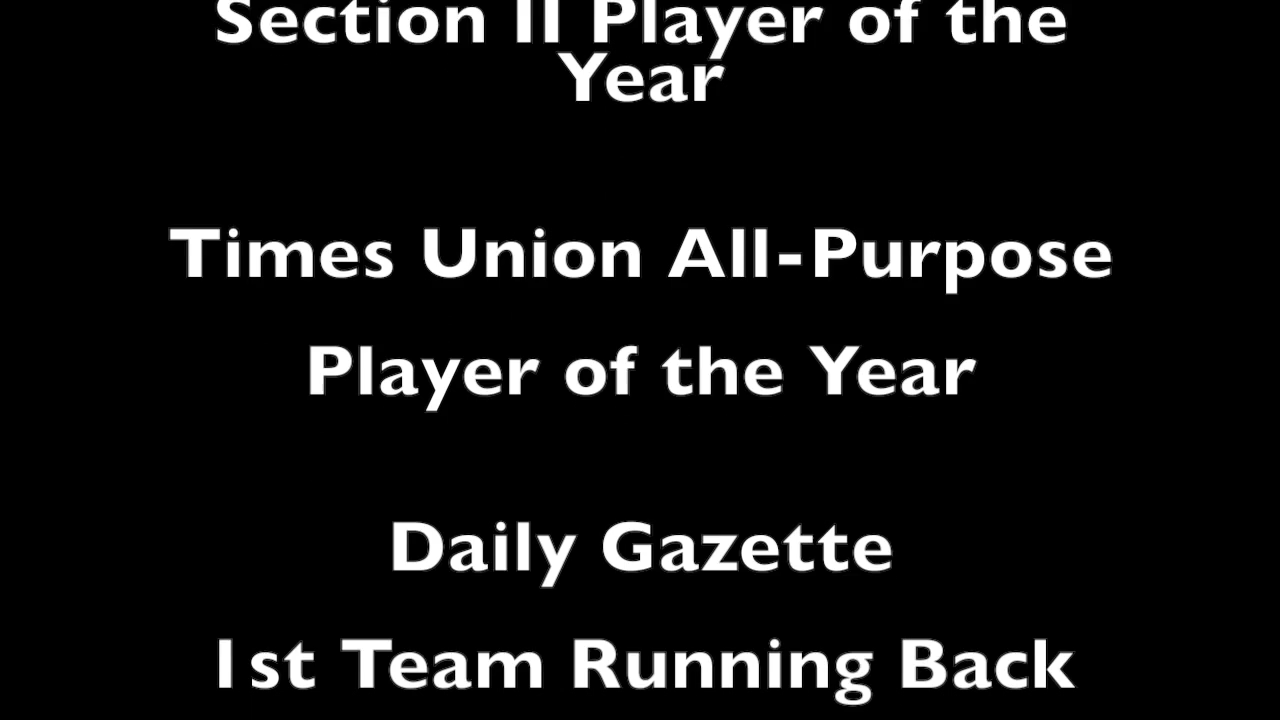 Section II Player of the
Year
Times Union All-Purpose
Player of the Year
Daily Gazette
1st Team Running Back